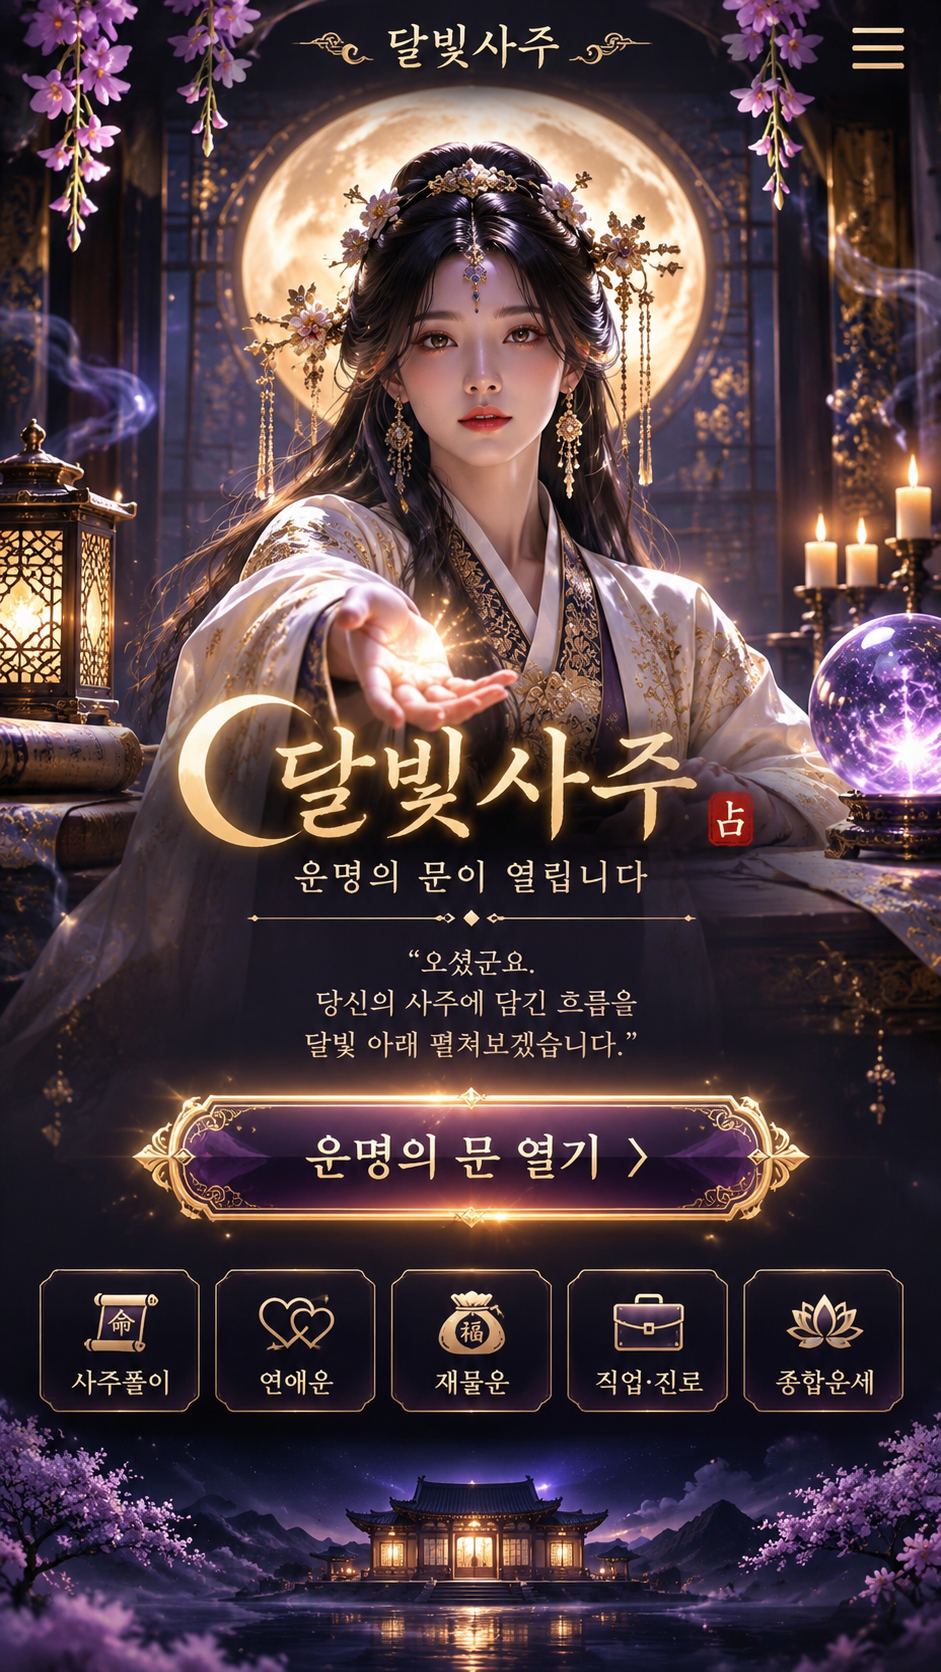 달빛사주
달빛사주
占
운명의 문이 열립니다
“오셨군요.
당신의 사주에 담긴 흐름을
달빛 아래 펼쳐보겠습니다.”
운명의 문 열기 〉
命
福
사주풀이
연애운
재물운
직업·진로
종합운세